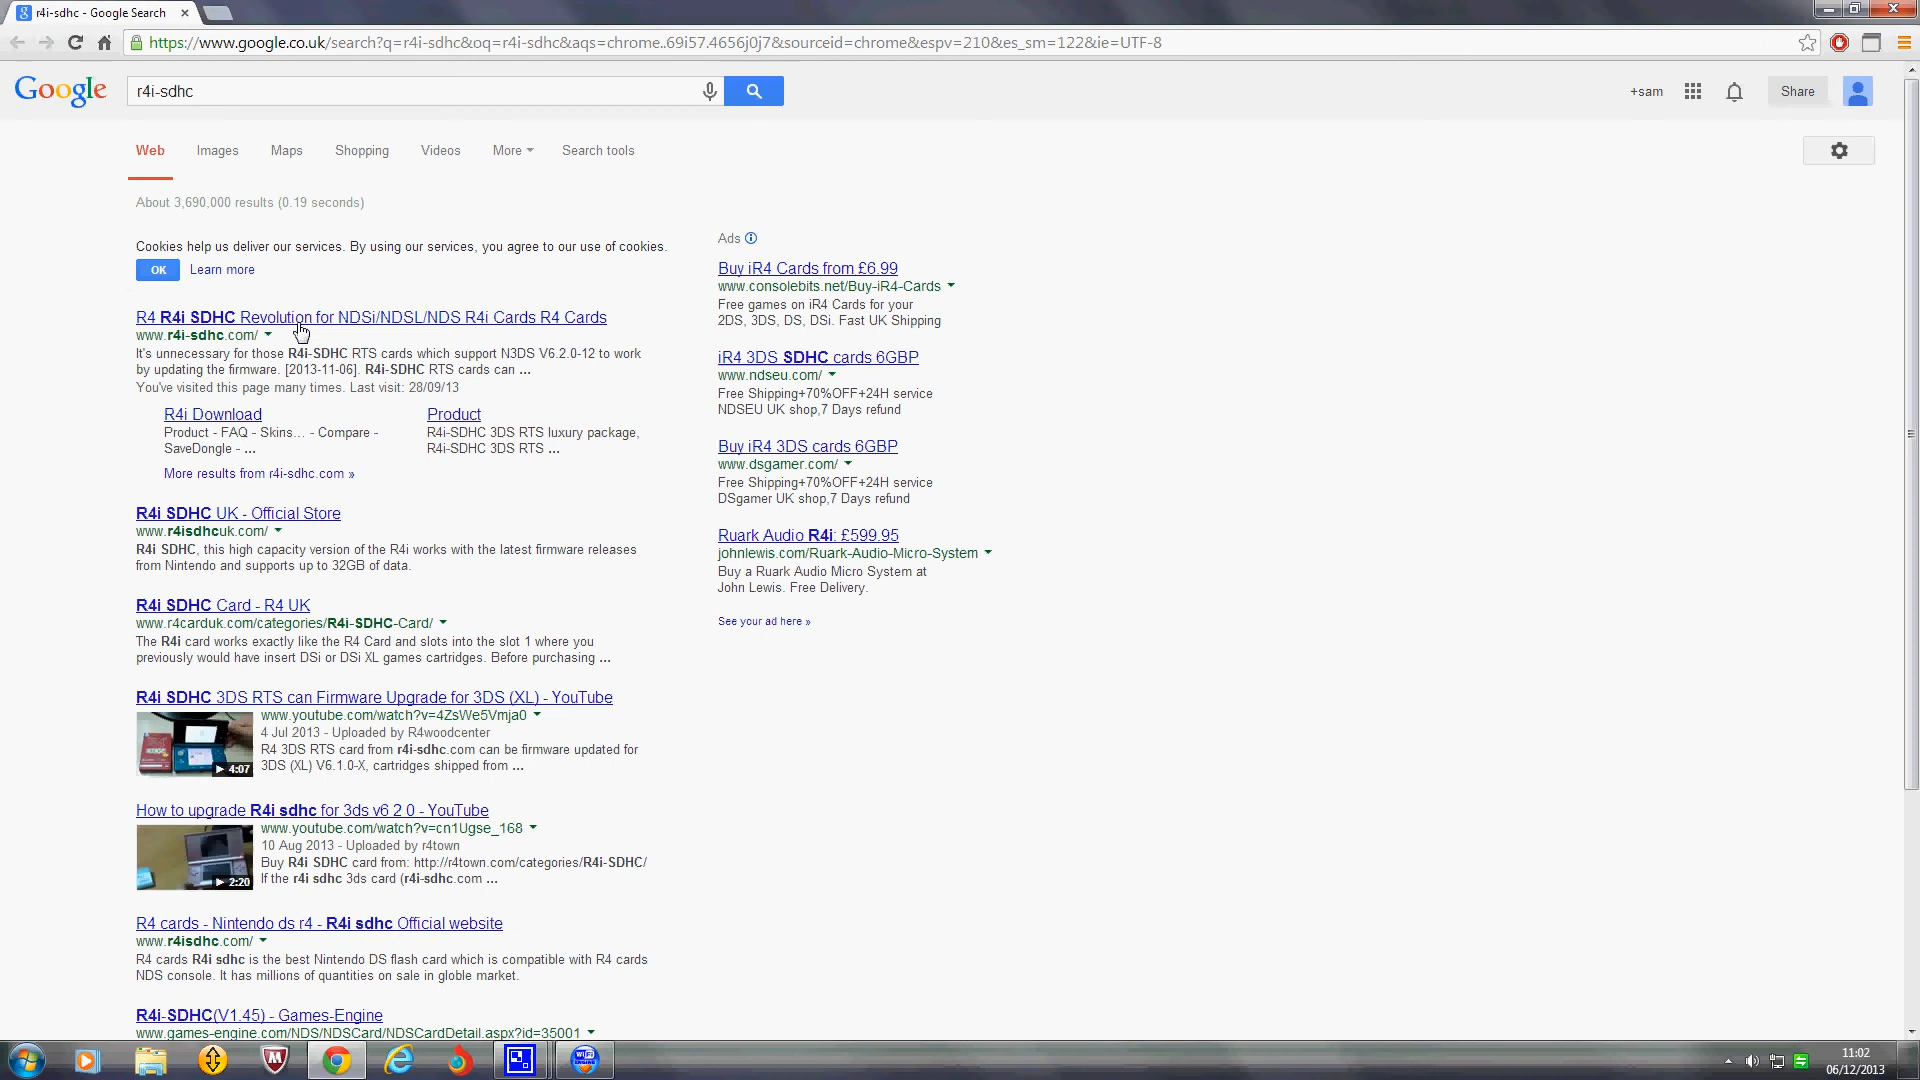 r4i-sdhc - Google Search
https://www.google.co.uk/search?q=r4i-sdhc&oq=r4i-sdhc&aqs=chrome..69i57.4656j0j7&sourceid=chrome&espv=210&es_sm=122&ie=UTF-8
Google
r4i-sdhc
+sam
Share
Web Images Maps Shopping Videos More Search tools
About 3,690,000 results (0.19 seconds)
Cookies help us deliver our services. By using our services, you agree to our use of cookies.
OK Learn more
R4 R4i SDHC Revolution for NDSi/NDSL/NDS R4i Cards R4 Cards
www.r4i-sdhc.com/
It's unnecessary for those R4i-SDHC RTS cards which support N3DS V6.2.0-12 to work
by updating the firmware. [2013-11-06]. R4i-SDHC RTS cards can ...
You've visited this page many times. Last visit: 28/09/13
R4i Download
Product - FAQ - Skins... - Compare -
SaveDongle - ...
Product
R4i-SDHC 3DS RTS luxury package,
R4i-SDHC 3DS RTS ...
More results from r4i-sdhc.com »
R4i SDHC UK - Official Store
www.r4isdhcuk.com/
R4i SDHC, this high capacity version of the R4i works with the latest firmware releases
from Nintendo and supports up to 32GB of data.
R4i SDHC Card - R4 UK
www.r4carduk.com/categories/R4i-SDHC-Card/
The R4i card works exactly like the R4 Card and slots into the slot 1 where you
previously would have insert DSi or DSi XL games cartridges. Before purchasing ...
R4i SDHC 3DS RTS can Firmware Upgrade for 3DS (XL) - YouTube
www.youtube.com/watch?v=4ZsWe5Vmja0
4 Jul 2013 - Uploaded by R4woodcenter
R4 3DS RTS card from r4i-sdhc.com can be firmware updated for
3DS (XL) V6.1.0-X, cartridges shipped from ...
4:07
How to upgrade R4i sdhc for 3ds v6 2 0 - YouTube
www.youtube.com/watch?v=cn1Ugse_168
10 Aug 2013 - Uploaded by r4town
Buy R4i SDHC card from: http://r4town.com/categories/R4i-SDHC/
If the r4i sdhc 3ds card (r4i-sdhc.com ...
2:20
R4 cards - Nintendo ds r4 - R4i sdhc Official website
www.r4isdhc.com/
R4 cards R4i sdhc is the best Nintendo DS flash card which is compatible with R4 cards
NDS console. It has millions of quantities on sale in globle market.
R4i-SDHC(V1.45) - Games-Engine
www.games-engine.com/NDS/NDSCard/NDSCardDetail.aspx?id=35001
Ads
Buy iR4 Cards from £6.99
www.consolebits.net/Buy-iR4-Cards
Free games on iR4 Cards for your
2DS, 3DS, DS, DSi. Fast UK Shipping
iR4 3DS SDHC cards 6GBP
www.ndseu.com/
Free Shipping+70%OFF+24H service
NDSEU UK shop,7 Days refund
Buy iR4 3DS cards 6GBP
www.dsgamer.com/
Free Shipping+70%OFF+24H service
DSgamer UK shop,7 Days refund
Ruark Audio R4i: £599.95
johnlewis.com/Ruark-Audio-Micro-System
Buy a Ruark Audio Micro System at
John Lewis. Free Delivery.
See your ad here »
11:02
06/12/2013